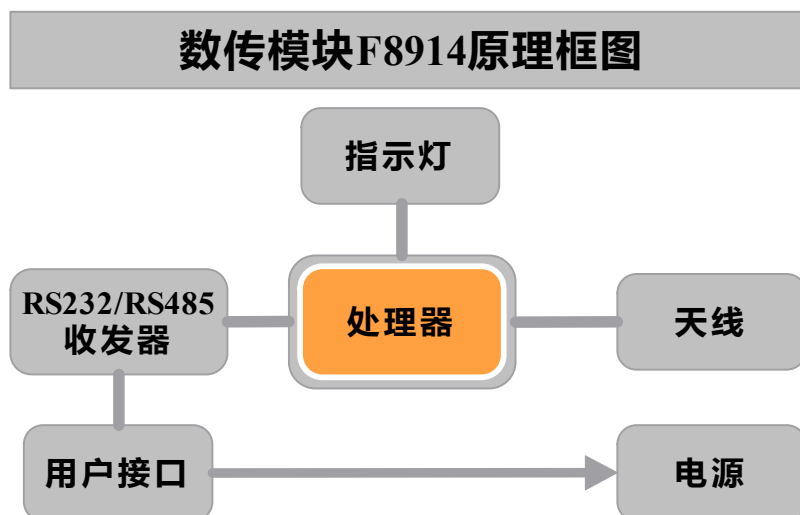 数传模块F8914原理框图
指示灯
RS232/RS485
收发器
处理器
天线
用户接口
电源